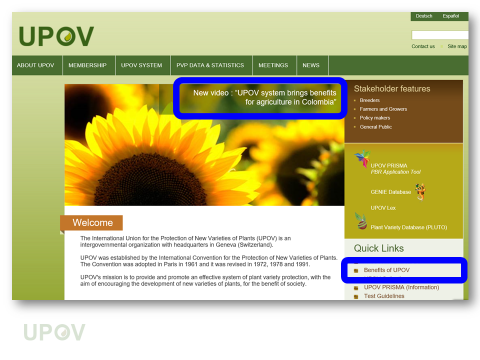 Deutsch Español
UPOV
Contact us Site map
ABOUT UPOV MEMBERSHIP UPOV SYSTEM PVP DATA & STATISTICS MEETINGS NEWS
New video : "UPOV system brings benefits
for agriculture in Colombia"
Stakeholder features
Breeders
Farmers and Growers
Policy makers
General Public
UPOV PRISMA
PBR Application Tool
GENIE Database
UPOV Lex
Plant Variety Database (PLUTO)
Welcome
The International Union for the Protection of New Varieties of Plants (UPOV) is an
intergovernmental organization with headquarters in Geneva (Switzerland).
UPOV was established by the International Convention for the Protection of New Varieties of Plants.
The Convention was adopted in Paris in 1961 and it was revised in 1972, 1978 and 1991.
UPOV's mission is to provide and promote an effective system of plant variety protection, with the
aim of encouraging the development of new varieties of plants, for the benefit of society.
Quick Links
Benefits of UPOV
UPOV PRISMA (Information)
Test Guidelines
UPOV